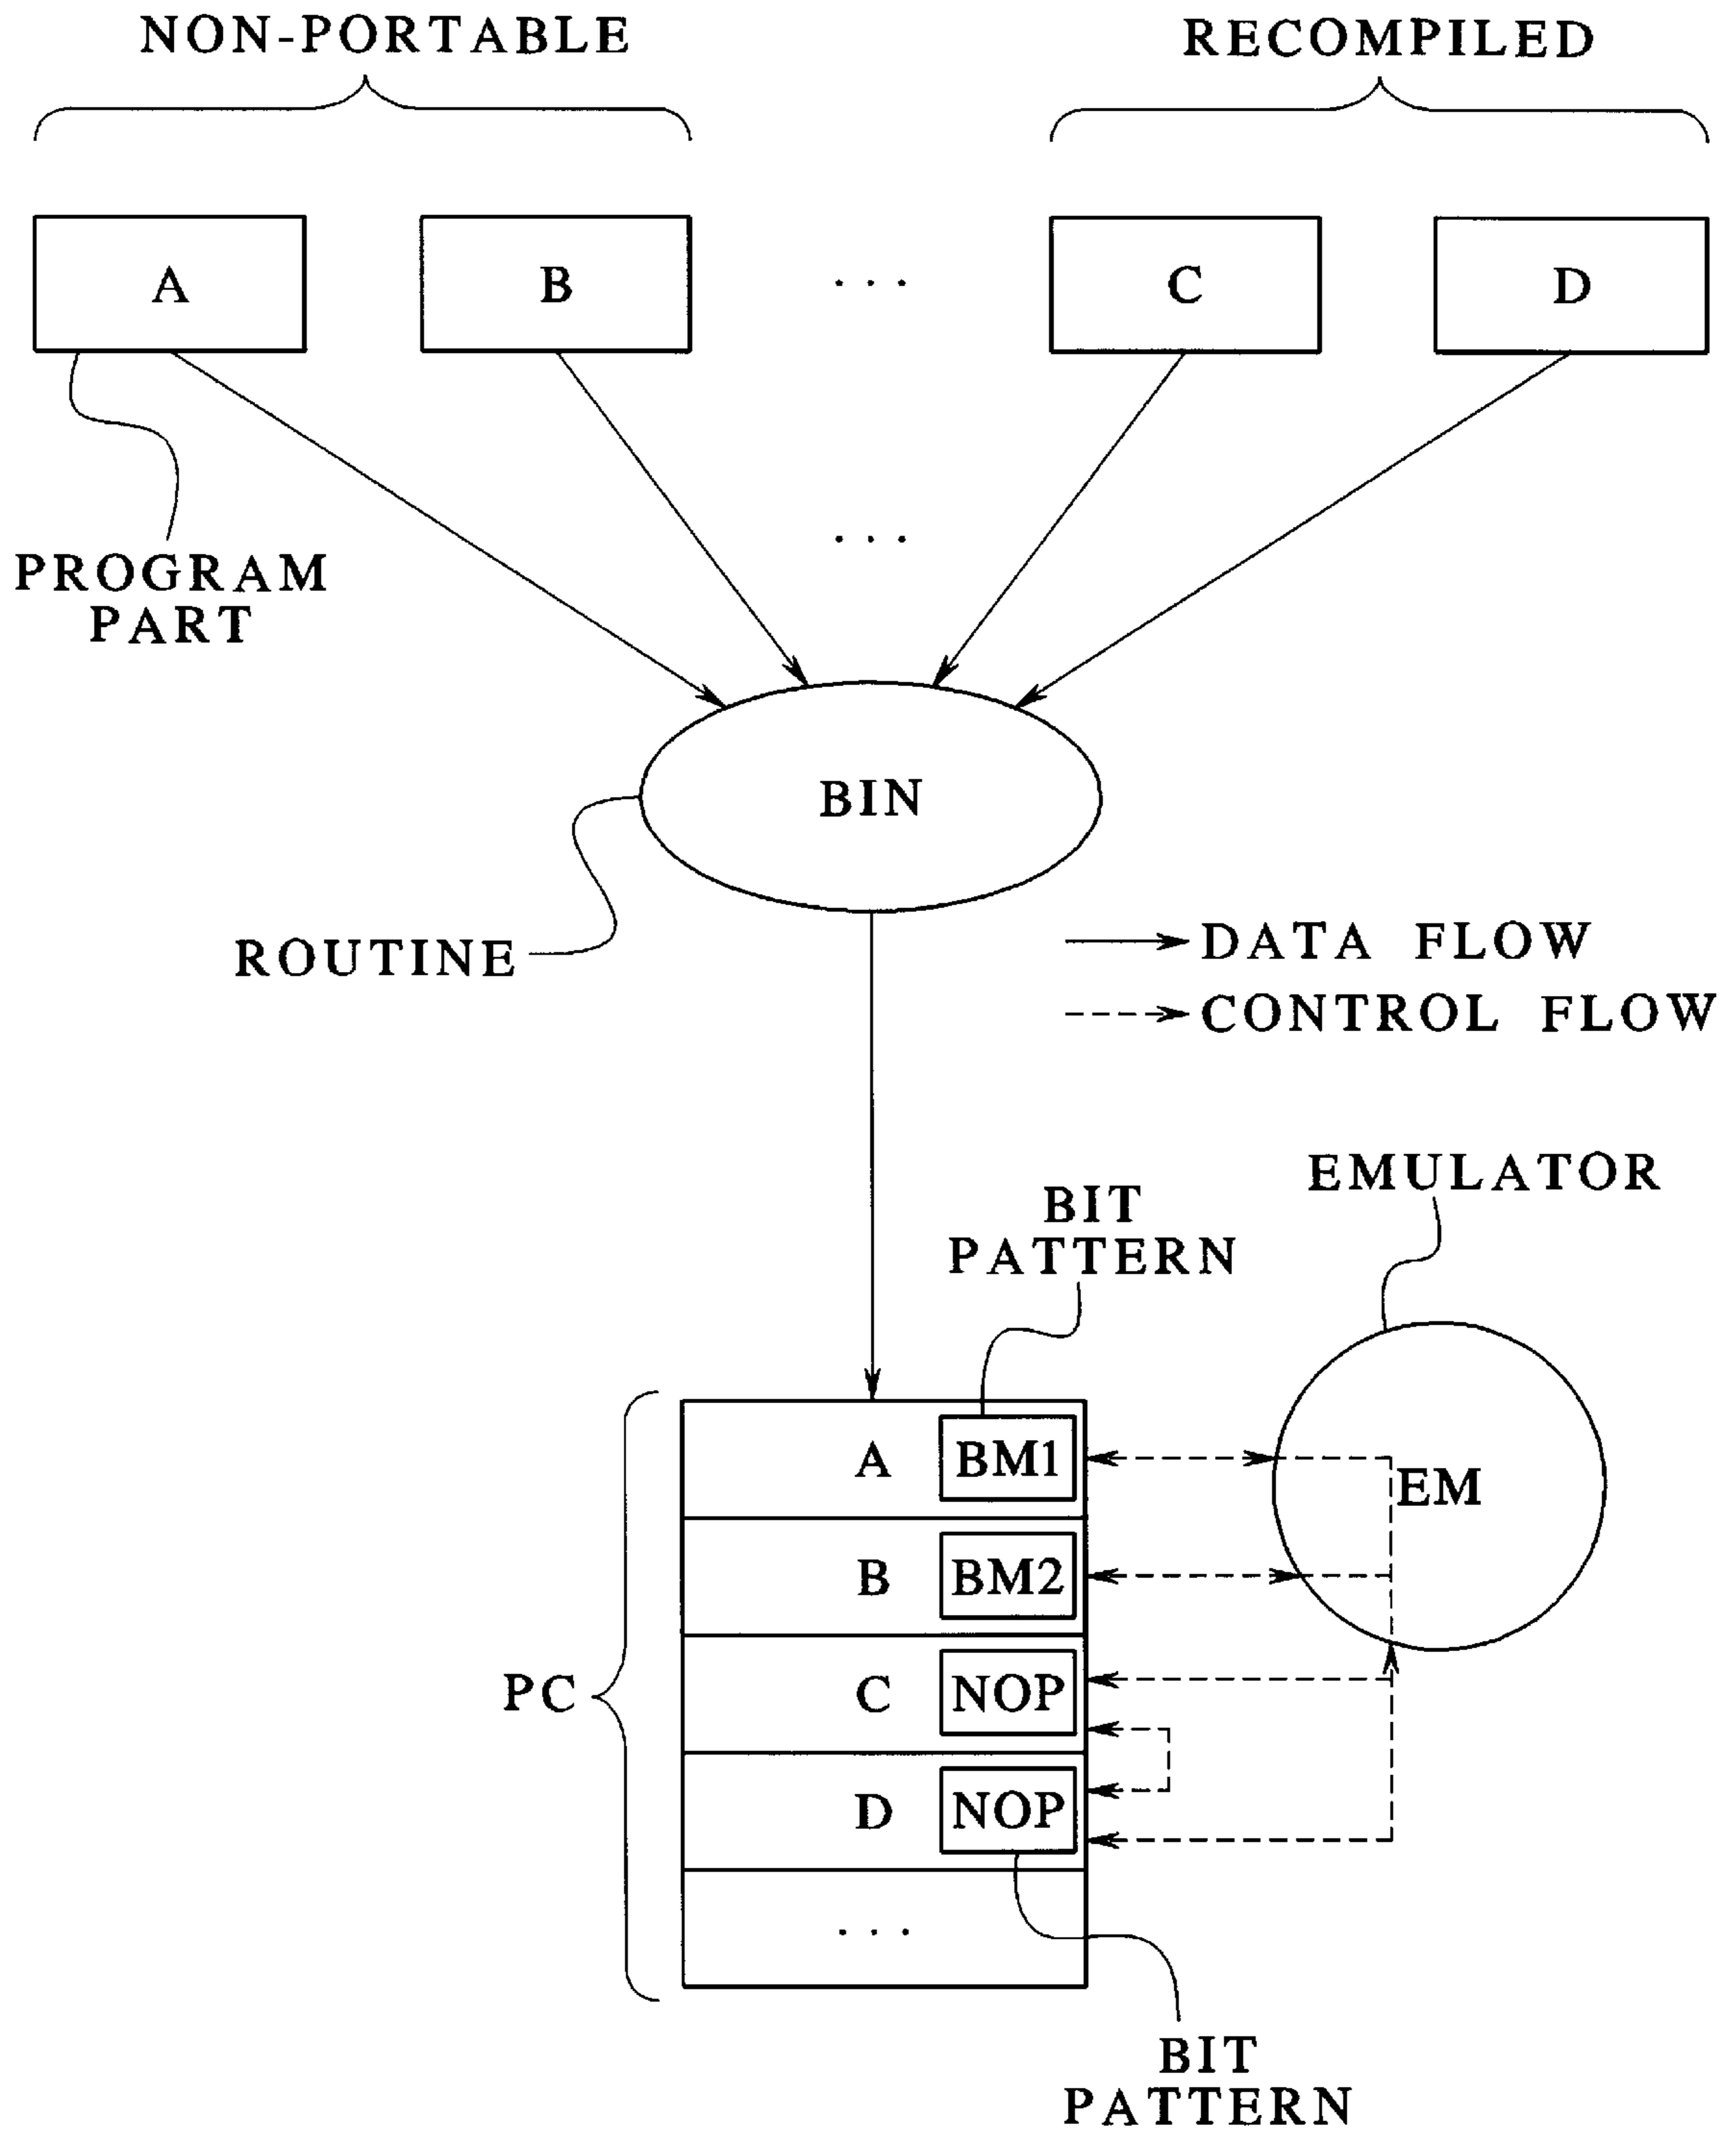 NON-PORTABLE
RECOMPILED
A
B
...
C
D
...
PROGRAM
PART
BIN
ROUTINE
DATA FLOW
CONTROL FLOW
EMULATOR
BIT
PATTERN
A BM1
EM
B BM2
PC
C NOP
D NOP
...
BIT
PATTERN